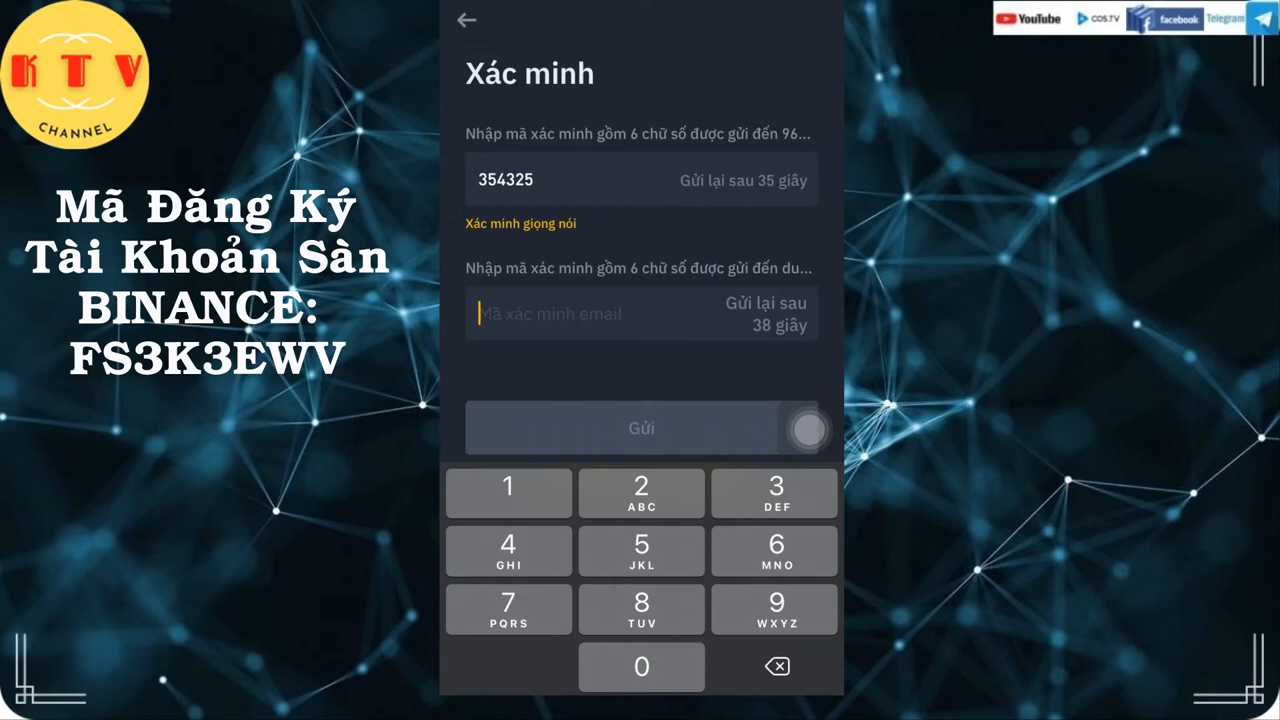 KTV
CHANNEL
Mã Đăng Ký
Tài Khoản Sàn
BINANCE:
FS3K3EWV
YouTube
COS.TV
facebook
Telegram
Xác minh
Nhập mã xác minh gồm 6 chữ số được gửi đến 96...
354325
Gửi lại sau 35 giây
Xác minh giọng nói
Nhập mã xác minh gồm 6 chữ số được gửi đến du...
Mã xác minh email
Gửi lại sau
38 giây
Gửi
1 2 3
ABC DEF
4 5 6
GHI JKL MNO
7 8 9
PQRS TUV WXYZ
0